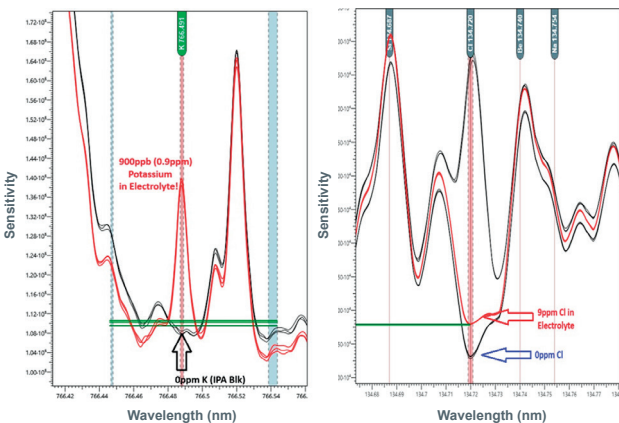 1.72·10⁶
1.68·10⁶
1.64·10⁶
1.60·10⁶
1.56·10⁶
1.52·10⁶
1.48·10⁶
1.44·10⁶
1.40·10⁶
1.36·10⁶
1.32·10⁶
1.28·10⁶
1.24·10⁶
1.20·10⁶
1.16·10⁶
1.12·10⁶
1.08·10⁶
1.04·10⁶
1.00·10⁶
Sensitivity
K 766.491
900ppb (0.9ppm)
Potassium
in Electrolyte!
0ppm K (IPA Blk)
766.42
766.44
766.46
766.48
766.5
766.52
766.54
Wavelength (nm)
Sensitivity
Cl 134.720
Be 134.740
Na 134.754
9ppm Cl in
Electrolyte
0ppm Cl
134.68
134.69
134.7
134.71
134.72
134.73
134.74
134.75
134.76
134.77
Wavelength (nm)